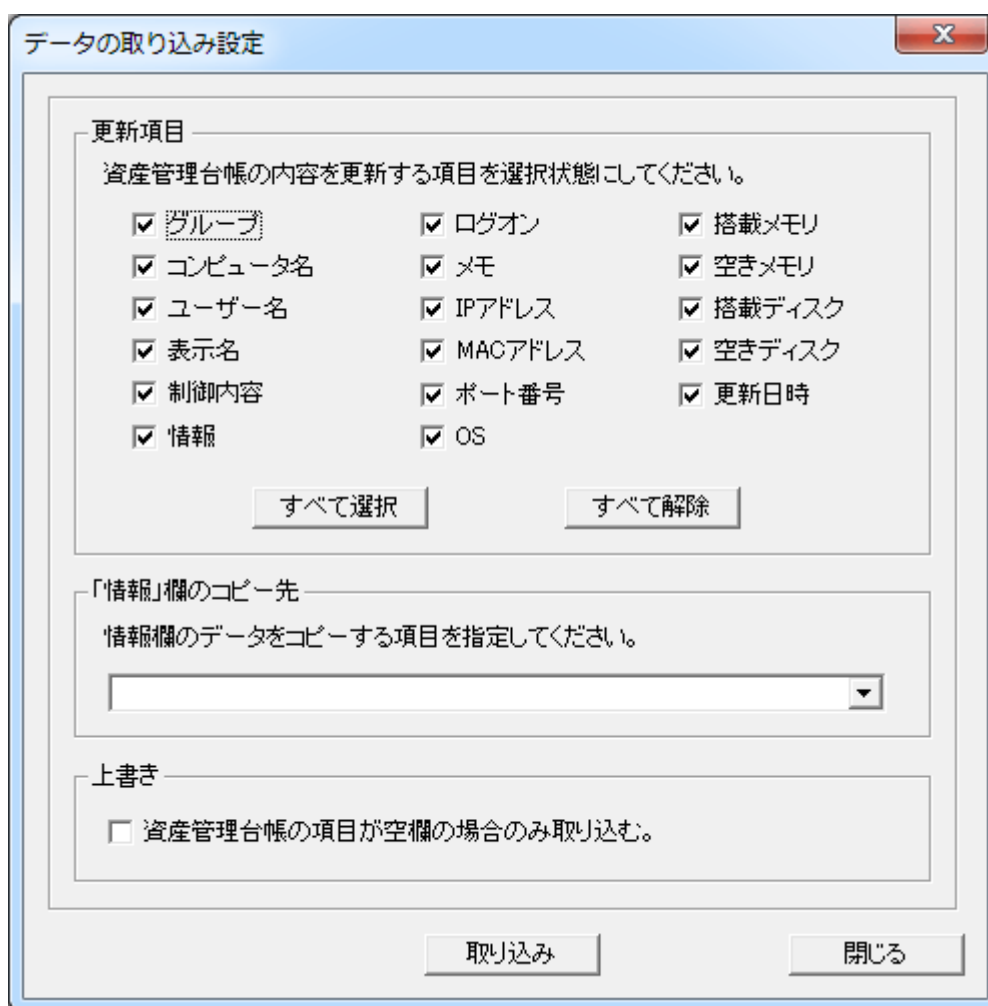 データの取り込み設定
更新項目
資産管理台帳の内容を更新する項目を選択状態にしてください。
グループ ログオン 搭載メモリ
コンピュータ名 メモ 空きメモリ
ユーザー名 IPアドレス 搭載ディスク
表示名 MACアドレス 空きディスク
制御内容 ポート番号 更新日時
情報 OS
すべて選択 すべて解除
「情報」欄のコピー先
情報欄のデータをコピーする項目を指定してください。
上書き
資産管理台帳の項目が空欄の場合のみ取り込む。
取り込み 閉じる